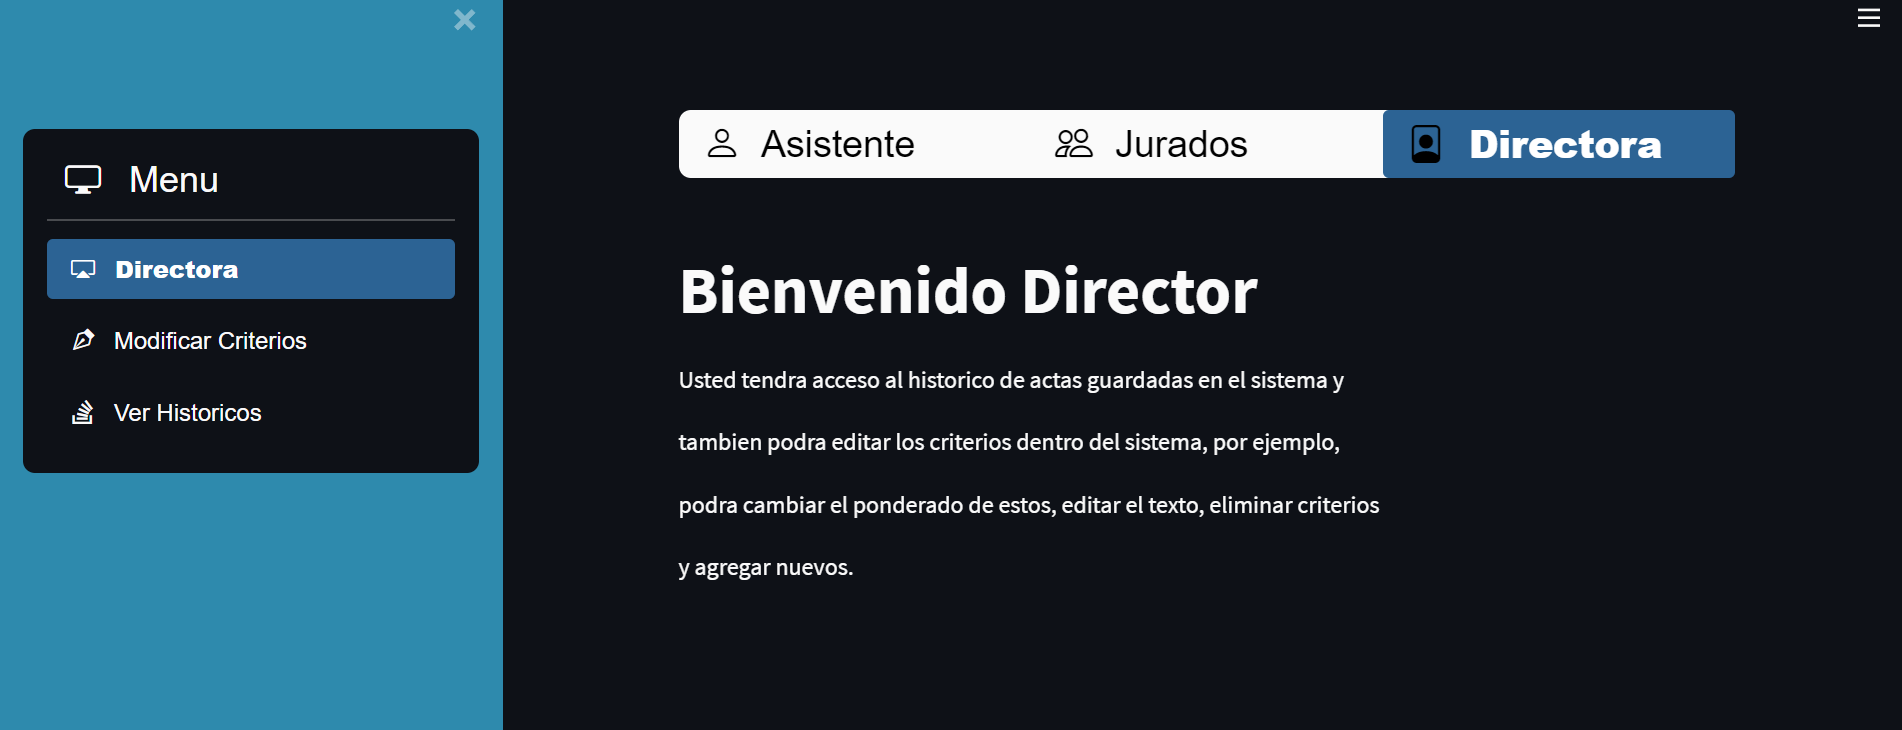 Menu
Directora
Modificar Criterios
Ver Historicos
Asistente
Jurados
Directora
Bienvenido Director
Usted tendra acceso al historico de actas guardadas en el sistema y
tambien podra editar los criterios dentro del sistema, por ejemplo,
podra cambiar el ponderado de estos, editar el texto, eliminar criterios
y agregar nuevos.